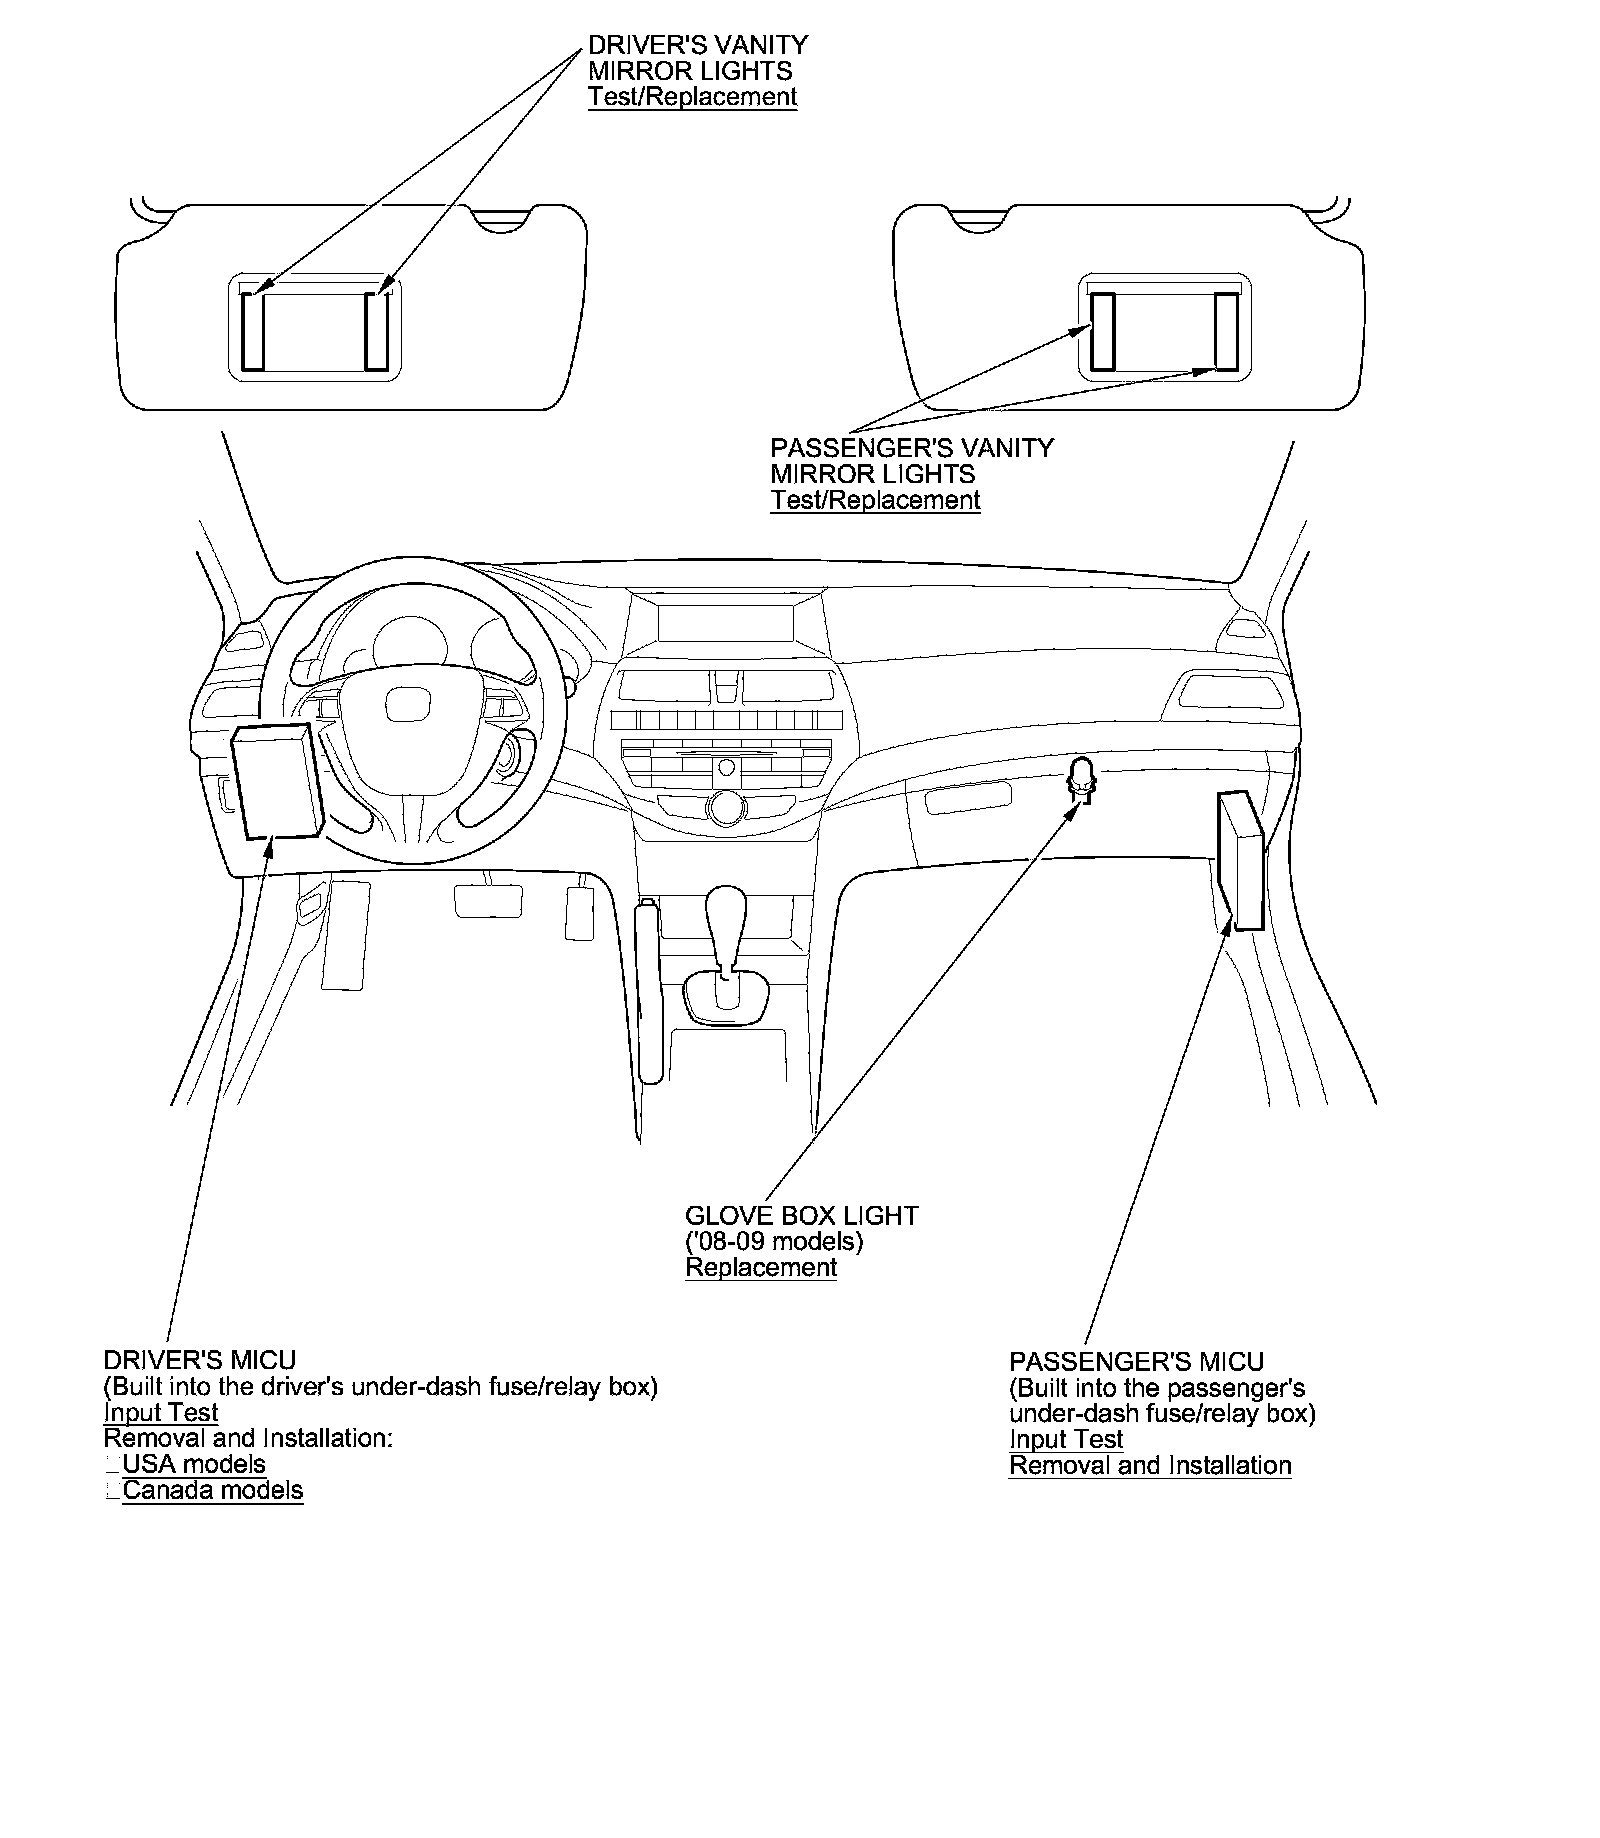 DRIVER'S VANITY
MIRROR LIGHTS
Test/Replacement
PASSENGER'S VANITY
MIRROR LIGHTS
Test/Replacement
GLOVE BOX LIGHT
('08-09 models)
Replacement
DRIVER'S MICU
(Built into the driver's under-dash fuse/relay box)
Input Test
Removal and Installation:
USA models
Canada models
PASSENGER'S MICU
(Built into the passenger's
under-dash fuse/relay box)
Input Test
Removal and Installation